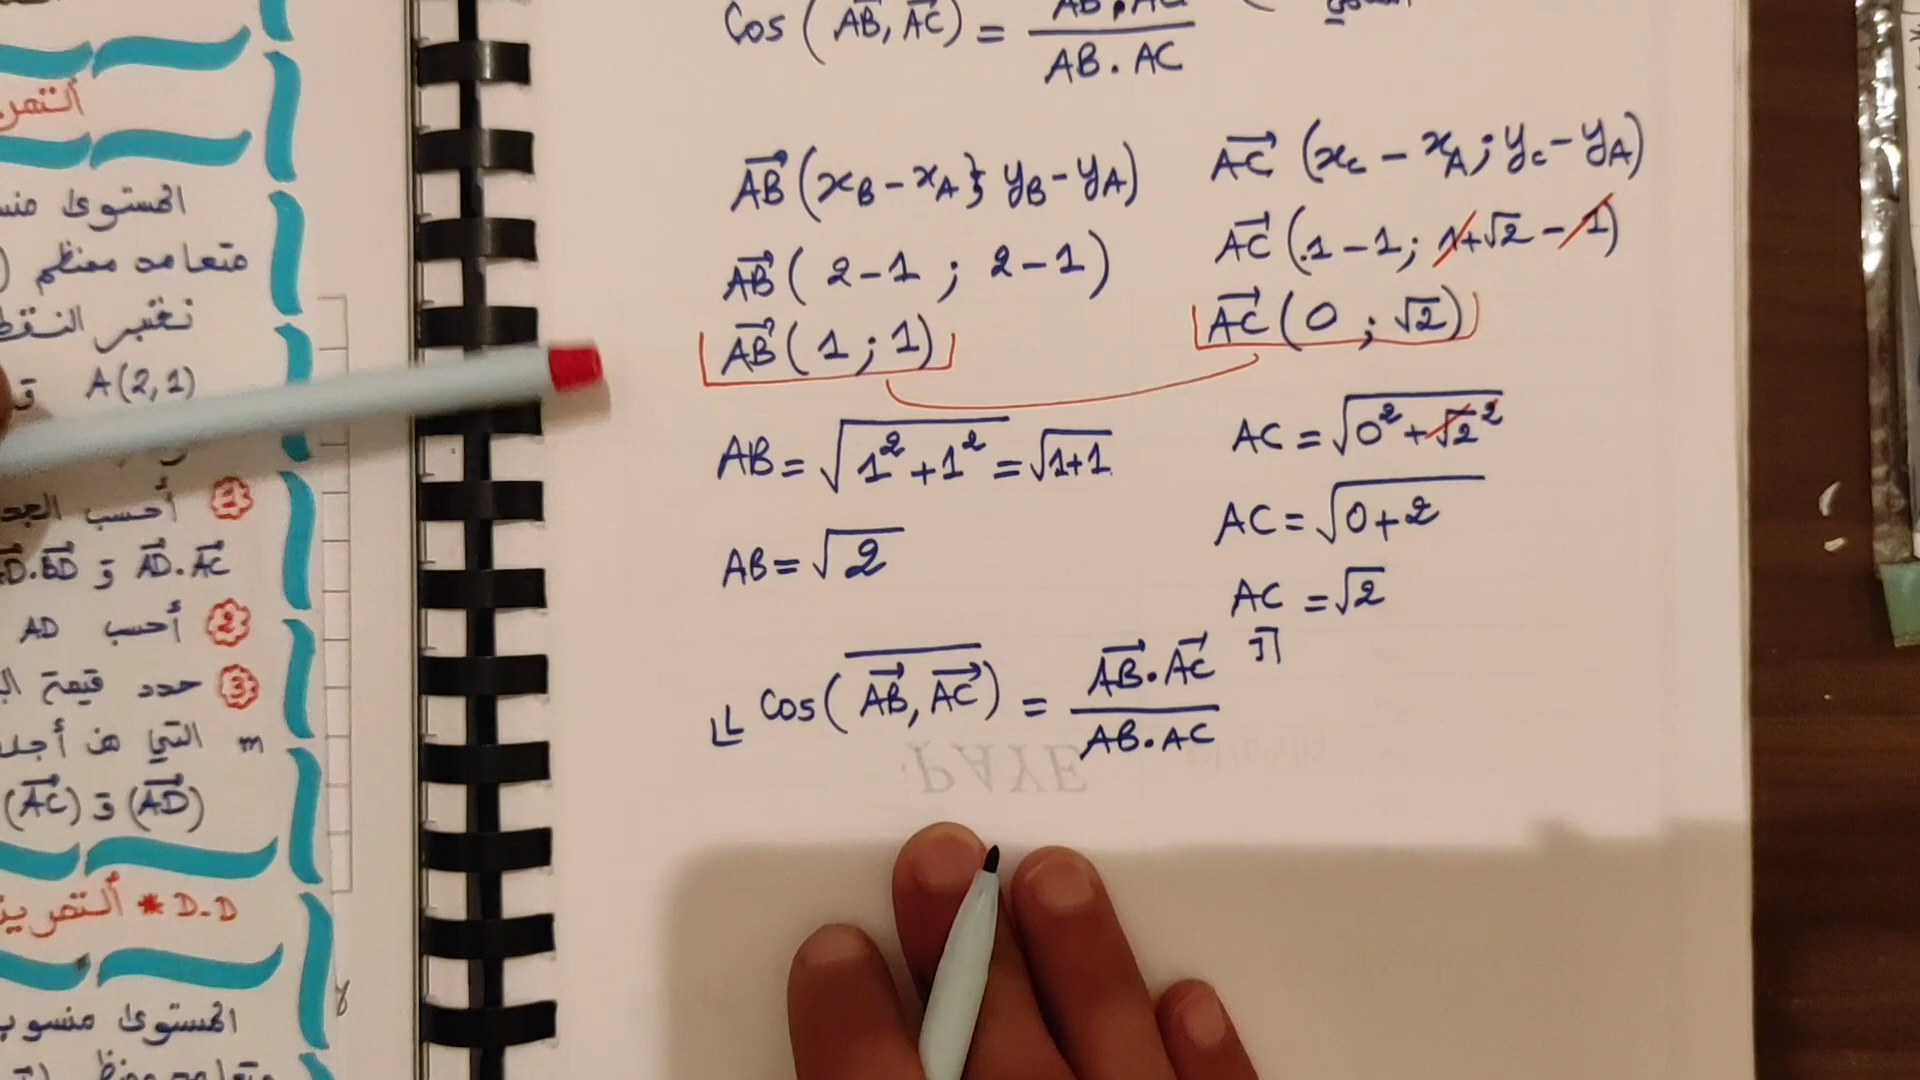 Cos (AB, AC) = AB . AC
AB⃗ (xB - xA ; yB - yA)
AB⃗ ( 2 - 1 ; 2 - 1 )
AB⃗ ( 1 ; 1 )
AB = √(1² + 1²) = √(1+1)
AB = √2
AC⃗ (xc - xA ; yc - yA)
AC⃗ (1 - 1 ; 1 + √2 - 1)
AC⃗ ( 0 ; √2 )
AC = √(0² + √2²)
AC = √(0+2)
AC = √2
Cos( AB⃗, AC⃗ ) = AB⃗ . AC⃗ / AB . AC
PAYE
المستوى
متعامد ممنظم (
نعتبر النقط
A(2,1)
1 أحسب
AD⃗.AC⃗ و D⃗.BD⃗
2 أحسب AD
3 حدد قيمة
m التي من أجل
(AD⃗) و (AC⃗)
D-D *
المستوى منسوب